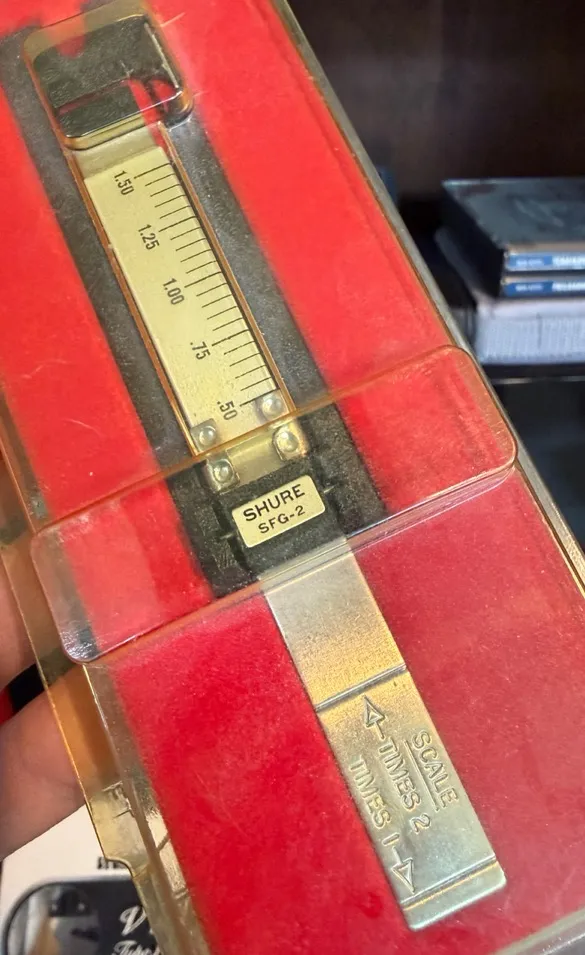 1.50
1.25
1.00
.75
.50
SHURE
SFG-2
SCALE
TIMES 2
TIMES 1